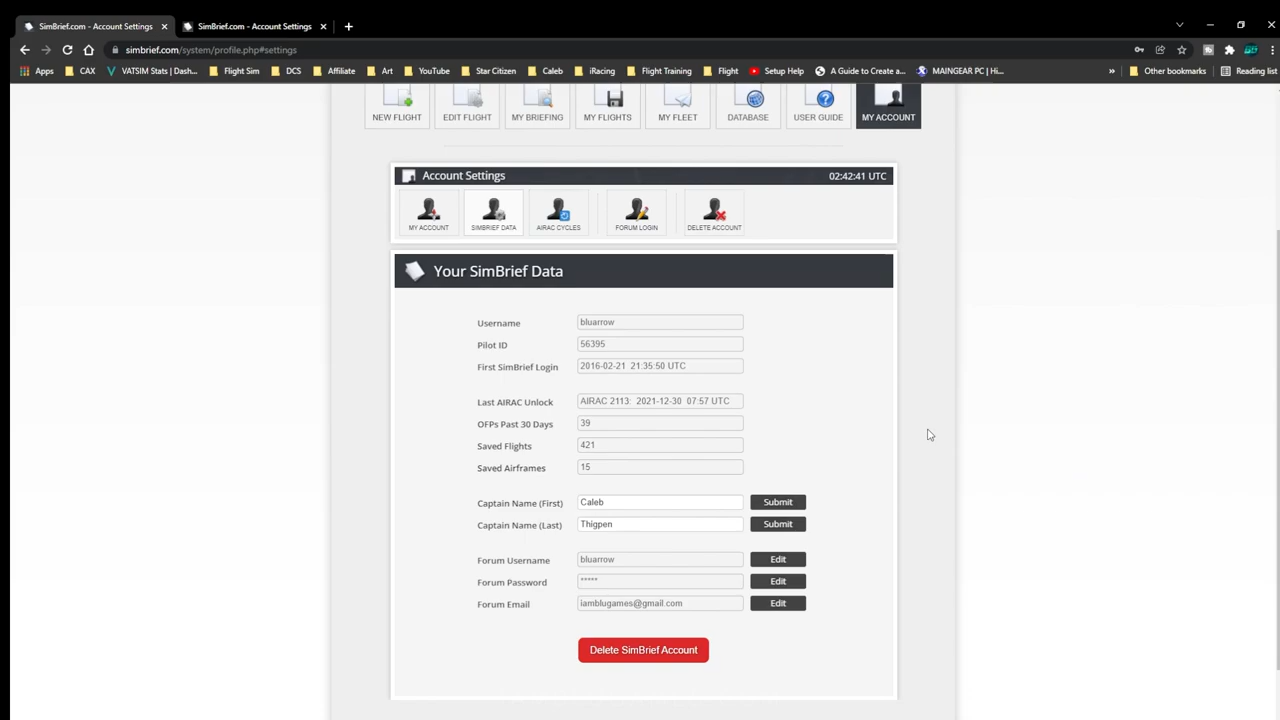 SimBrief.com - Account Settings
SimBrief.com - Account Settings
simbrief.com/system/profile.php#settings
Apps CAX VATSIM Stats | Dash... Flight Sim DCS Affiliate Art YouTube Star Citizen Caleb iRacing Flight Training Flight Setup Help A Guide to Create a... MAINGEAR PC | Hi... » Other bookmarks Reading list
NEW FLIGHT EDIT FLIGHT MY BRIEFING MY FLIGHTS MY FLEET DATABASE USER GUIDE MY ACCOUNT
Account Settings 02:42:41 UTC
MY ACCOUNT SIMBRIEF DATA AIRAC CYCLES FORUM LOGIN DELETE ACCOUNT
Your SimBrief Data
Username bluarrow
Pilot ID 56395
First SimBrief Login 2016-02-21 21:35:50 UTC
Last AIRAC Unlock AIRAC 2113: 2021-12-30 07:57 UTC
OFPs Past 30 Days 39
Saved Flights 421
Saved Airframes 15
Captain Name (First) Caleb Submit
Captain Name (Last) Thigpen Submit
Forum Username bluarrow Edit
Forum Password ***** Edit
Forum Email iamblugames@gmail.com Edit
Delete SimBrief Account